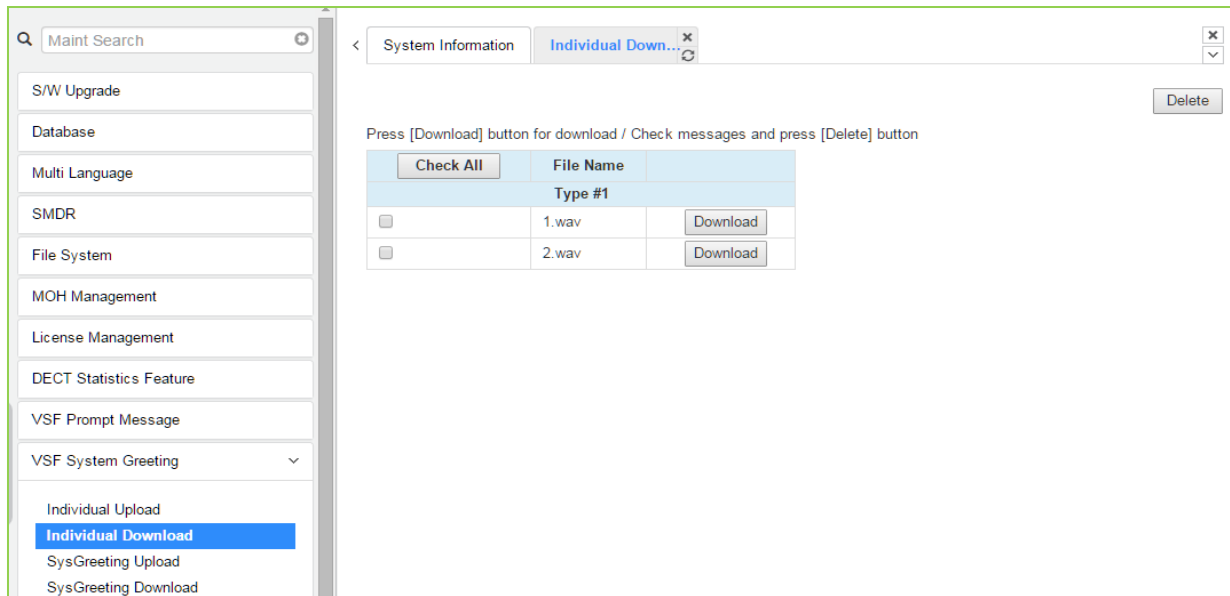 Maint Search
S/W Upgrade
Database
Multi Language
SMDR
File System
MOH Management
License Management
DECT Statistics Feature
VSF Prompt Message
VSF System Greeting
Individual Upload
Individual Download
SysGreeting Upload
SysGreeting Download
System Information
Individual Down...
Delete
Press [Download] button for download / Check messages and press [Delete] button
Check All File Name
Type #1
1.wav Download
2.wav Download